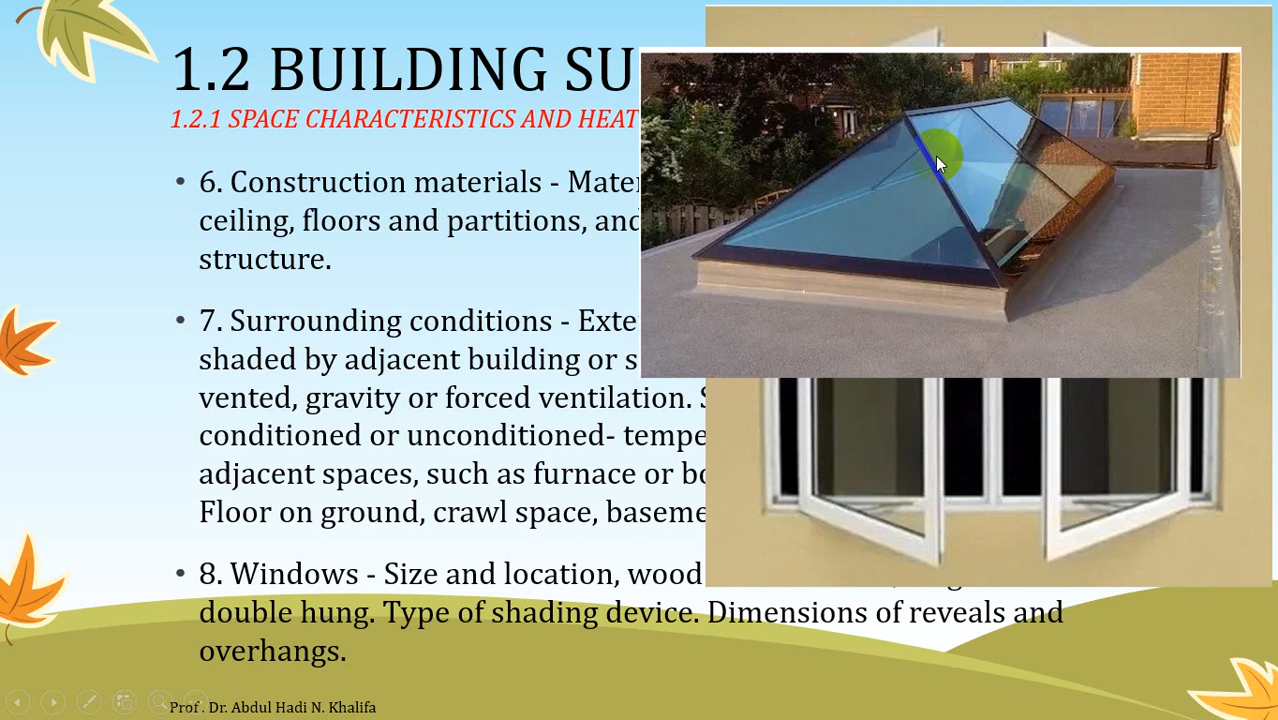 1.2 BUILDING SU
1.2.1 SPACE CHARACTERISTICS AND HEAT
• 6. Construction materials - Mater
ceiling, floors and partitions, and
structure.
• 7. Surrounding conditions - Exte
shaded by adjacent building or s
vented, gravity or forced ventilation. S
conditioned or unconditioned- tempe
adjacent spaces, such as furnace or bo
Floor on ground, crawl space, baseme
• 8. Windows - Size and location, wood
double hung. Type of shading device. Dimensions of reveals and
overhangs.
Prof . Dr. Abdul Hadi N. Khalifa